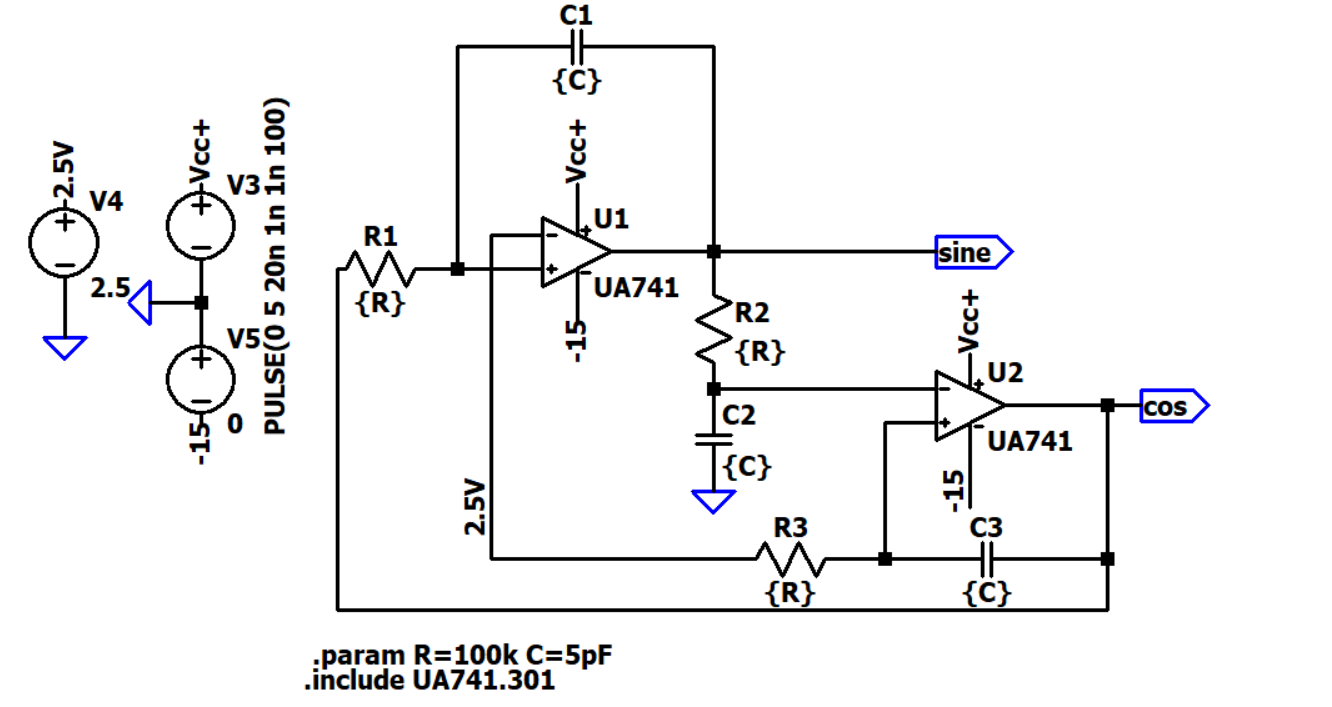 C1
{C}
Vcc+
U1
UA741
-15
2.5V
V4
Vcc+
V3
PULSE(0 5 20n 1n 1n 100)
2.5
V5
0
-15
R1
{R}
sine
R2
{R}
Vcc+
U2
UA741
-15
cos
C2
{C}
2.5V
R3
{R}
C3
{C}
.param R=100k C=5pF
.include UA741.301